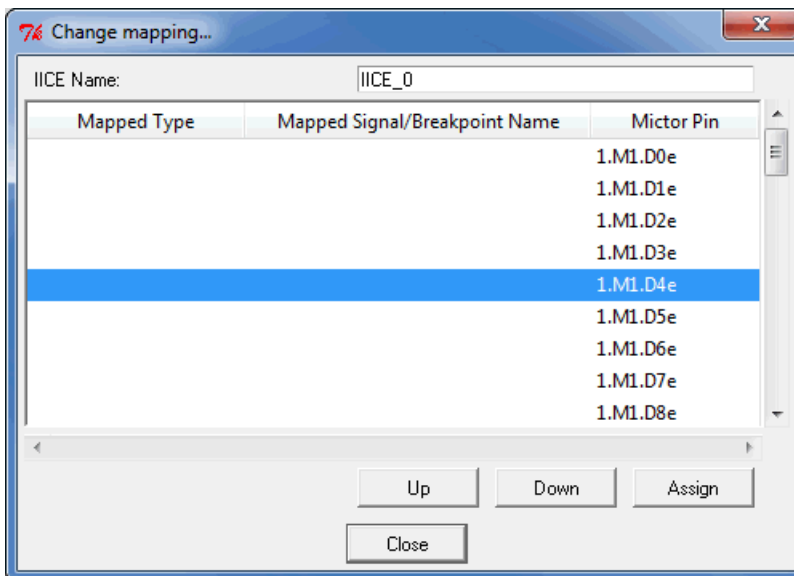 Change mapping...
IICE Name: IICE_0
Mapped Type Mapped Signal/Breakpoint Name Mictor Pin
1.M1.D0e
1.M1.D1e
1.M1.D2e
1.M1.D3e
1.M1.D4e
1.M1.D5e
1.M1.D6e
1.M1.D7e
1.M1.D8e
Up Down Assign
Close